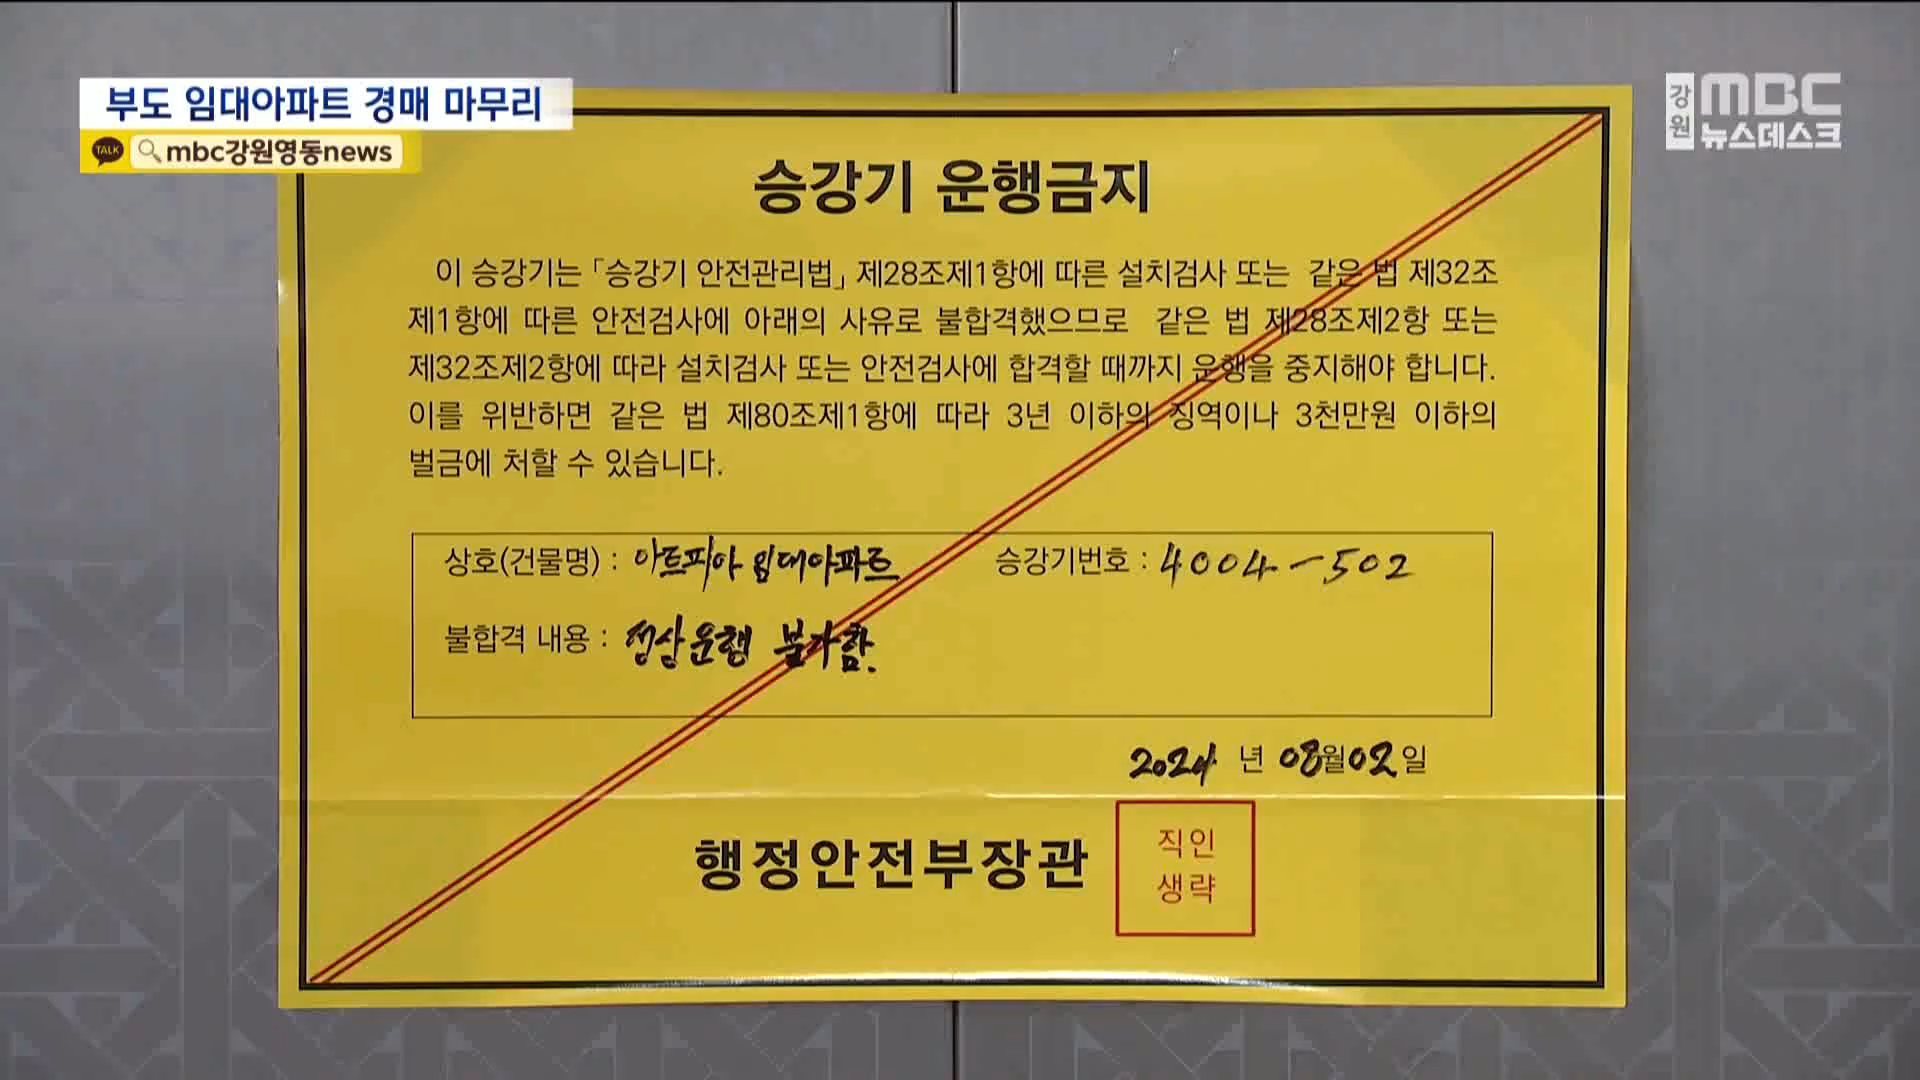 부도 임대아파트 경매 마무리
TALK mbc강원영동news
강원 MBC
뉴스데스크
승강기 운행금지
이 승강기는 「승강기 안전관리법」 제28조제1항에 따른 설치검사 또는 같은 법 제32조
제1항에 따른 안전검사에 아래의 사유로 불합격했으므로 같은 법 제28조제2항 또는
제32조제2항에 따라 설치검사 또는 안전검사에 합격할 때까지 운행을 중지해야 합니다.
이를 위반하면 같은 법 제80조제1항에 따라 3년 이하의 징역이나 3천만원 이하의
벌금에 처할 수 있습니다.
상호(건물명) : 아트피아 임대아파트 승강기번호 : 4004-502
불합격 내용 : 정상운행 불가함.
2024 년 08월 02일
행정안전부장관
직인
생략